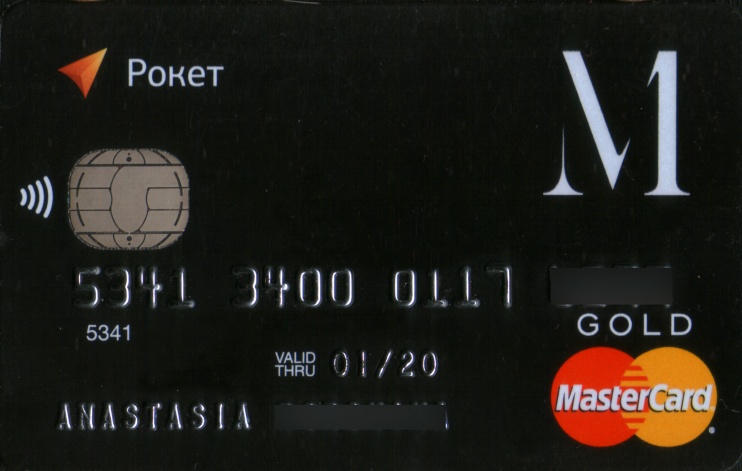 Рокет
M
5341 3400 0117
5341
GOLD
VALID THRU 01/20
MasterCard
ANASTASIA